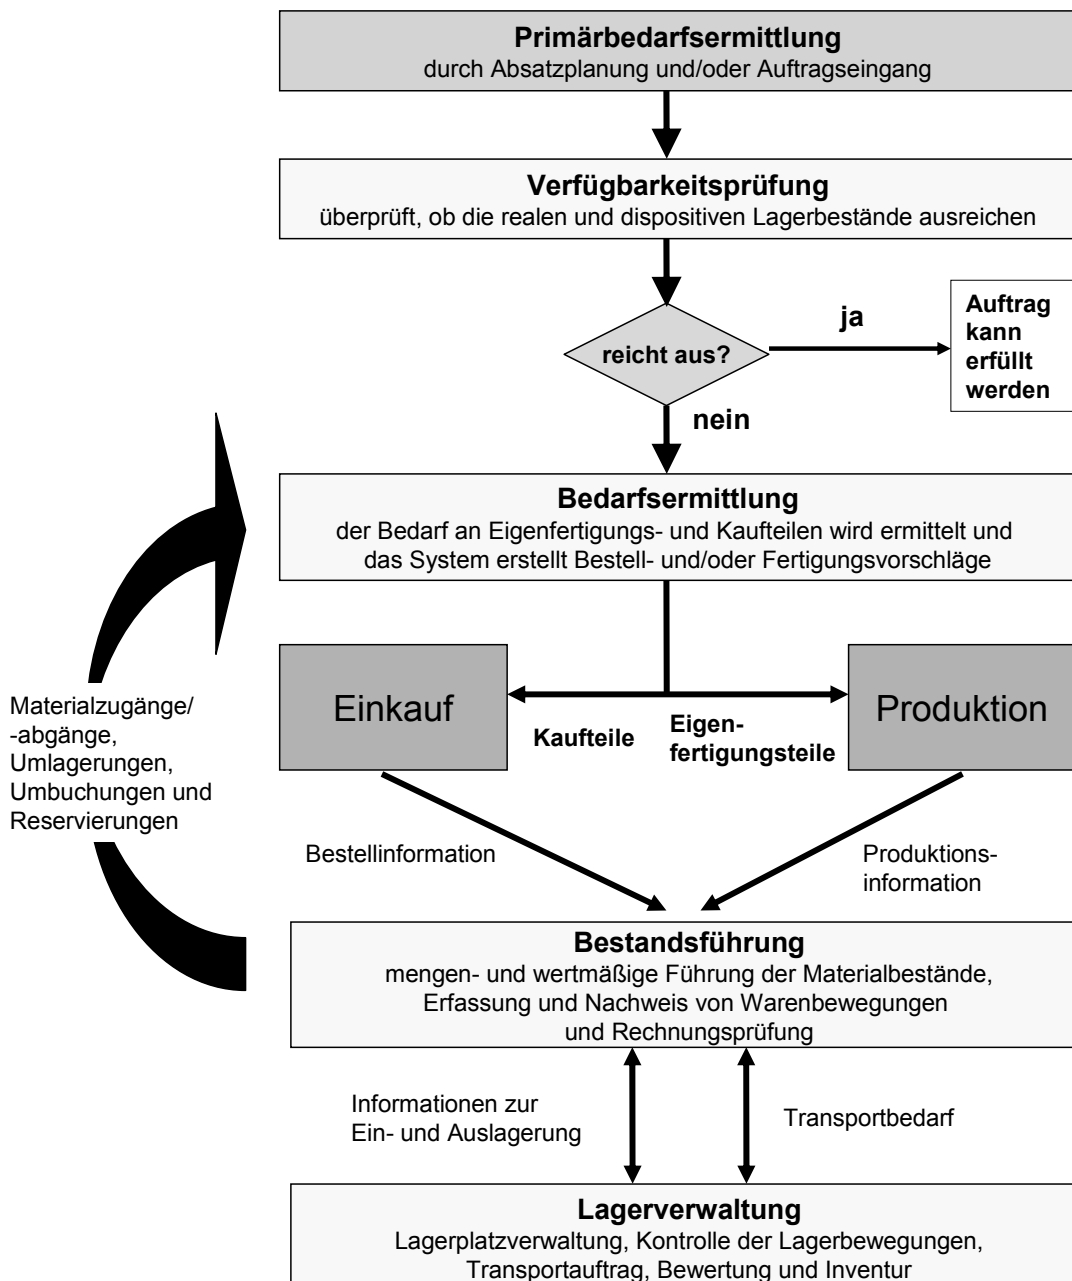 Primärbedarfsermittlung
durch Absatzplanung und/oder Auftragseingang
Verfügbarkeitsprüfung
überprüft, ob die realen und dispositiven Lagerbestände ausreichen
reicht aus?
ja
Auftrag
kann
erfüllt
werden
nein
Bedarfsermittlung
der Bedarf an Eigenfertigungs- und Kaufteilen wird ermittelt und
das System erstellt Bestell- und/oder Fertigungsvorschläge
Einkauf
Kaufteile
Eigen-
fertigungsteile
Produktion
Materialzugänge/
-abgänge,
Umlagerungen,
Umbuchungen und
Reservierungen
Bestellinformation
Produktions-
information
Bestandsführung
mengen- und wertmäßige Führung der Materialbestände,
Erfassung und Nachweis von Warenbewegungen
und Rechnungsprüfung
Informationen zur
Ein- und Auslagerung
Transportbedarf
Lagerverwaltung
Lagerplatzverwaltung, Kontrolle der Lagerbewegungen,
Transportauftrag, Bewertung und Inventur